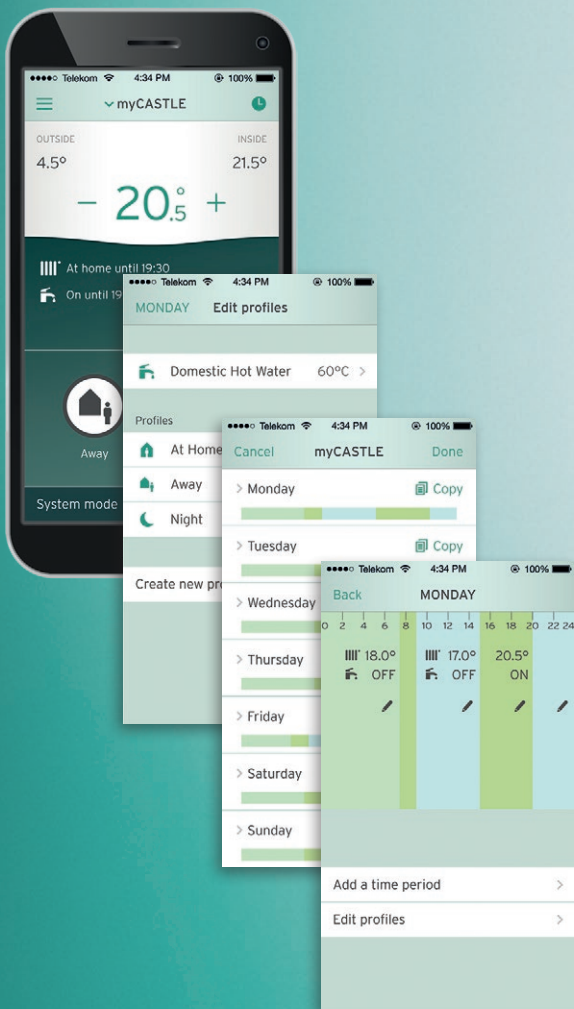 Telekom 4:34 PM 100%
myCASTLE
OUTSIDE INSIDE
4.5° 21.5°
− 20.5° +
At home until 19:30
On until 19
Away
System mode
Telekom 4:34 PM 100%
MONDAY Edit profiles
Domestic Hot Water 60°C >
Profiles
At Home
Away
Night
Create new pro
Telekom 4:34 PM 100%
Cancel myCASTLE Done
> Monday Copy
> Tuesday Copy
> Wednesday
> Thursday
> Friday
> Saturday
> Sunday
Telekom 4:34 PM 100%
Back MONDAY
0 2 4 6 8 10 12 14 16 18 20 22 24
18.0° 17.0° 20.5°
OFF OFF ON
Add a time period >
Edit profiles >